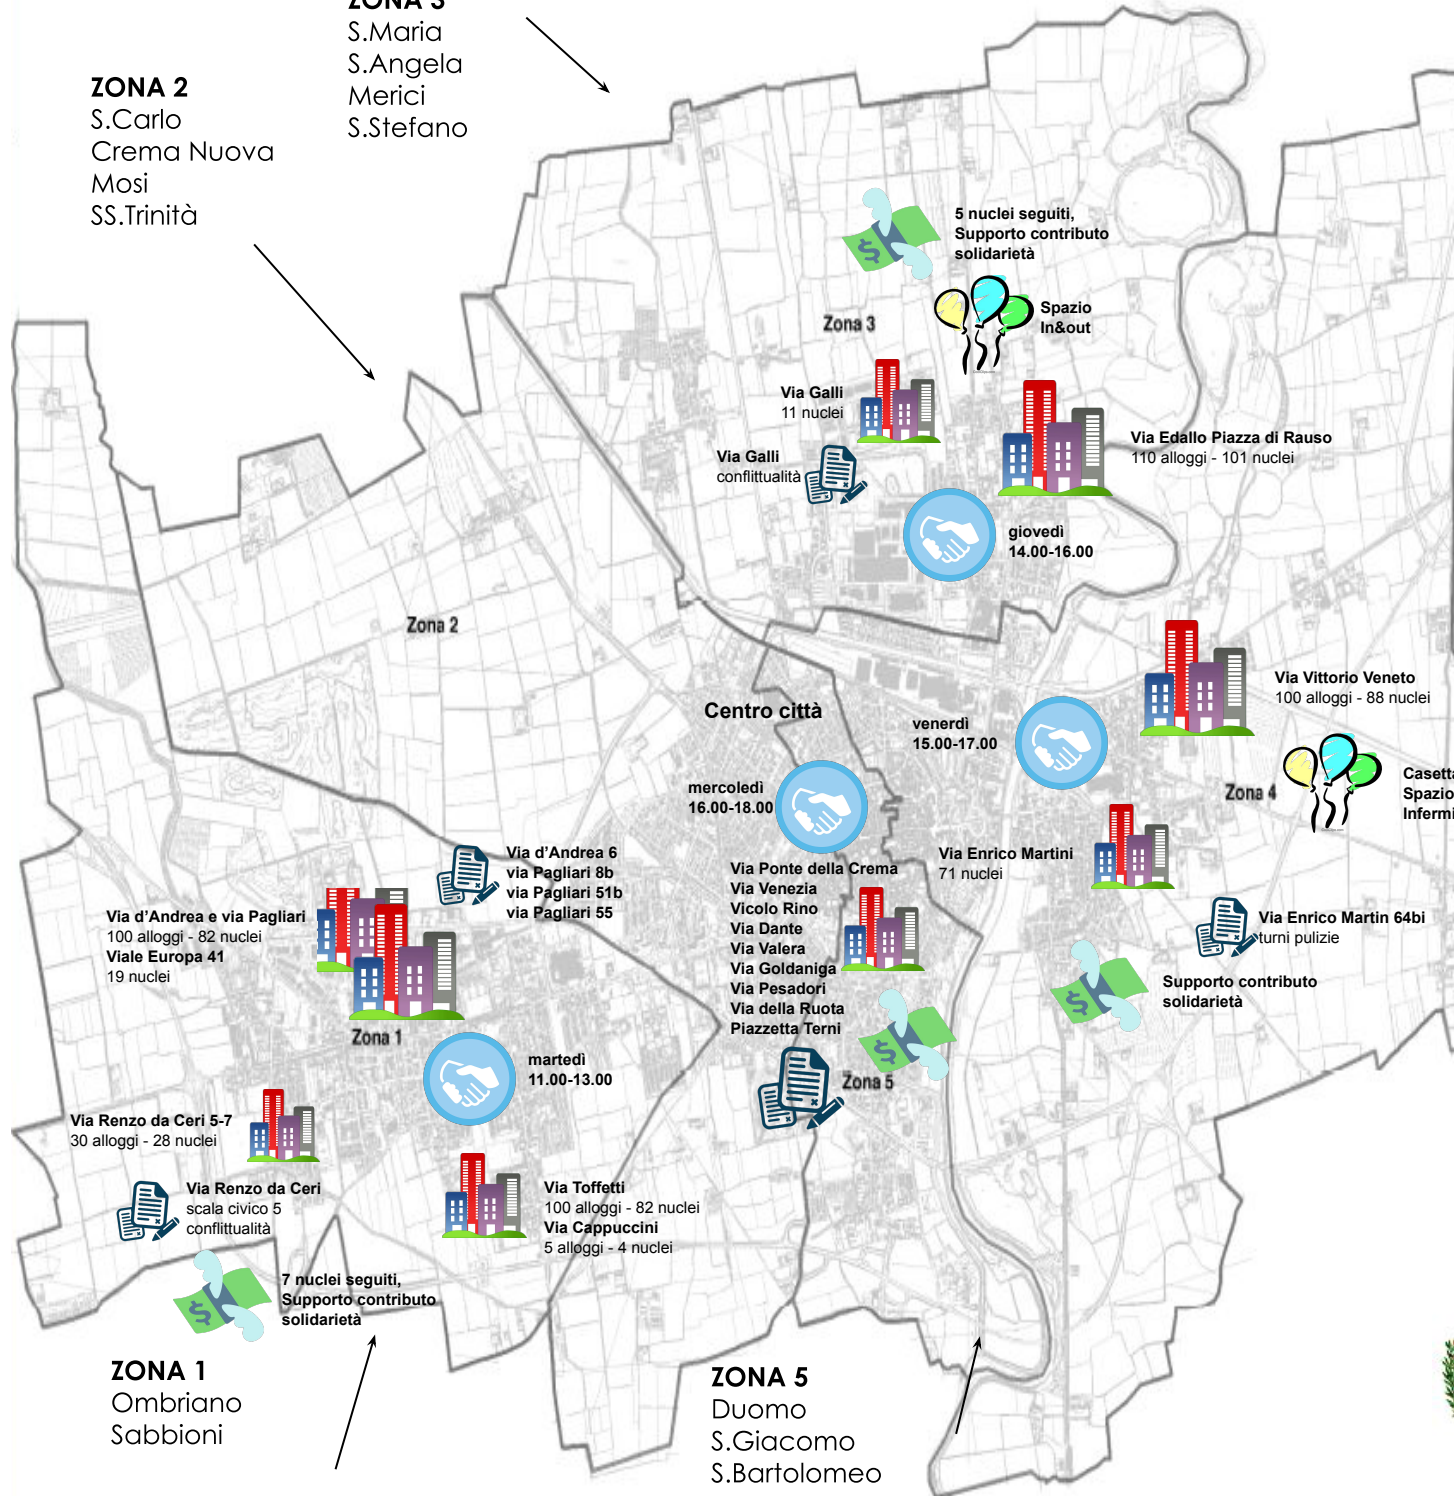 ZONA 3
S.Maria
S.Angela
Merici
S.Stefano
ZONA 2
S.Carlo
Crema Nuova
Mosi
SS.Trinità
5 nuclei seguiti,
Supporto contributo
solidarietà
Spazio
In&out
Zona 3
Via Galli
11 nuclei
Via Galli
conflittualità
Via Edallo Piazza di Rauso
110 alloggi - 101 nuclei
giovedì
14.00-16.00
Zona 2
Centro città
venerdì
15.00-17.00
Via Vittorio Veneto
100 alloggi - 88 nuclei
Zona 4
Casetta
Spazio
Infermi
mercoledì
16.00-18.00
Via Enrico Martini
71 nuclei
Via Enrico Martin 64bi
turni pulizie
Supporto contributo
solidarietà
Via Ponte della Crema
Via Venezia
Vicolo Rino
Via Dante
Via Valera
Via Goldaniga
Via Pesadori
Via della Ruota
Piazzetta Terni
Zona 5
Via d'Andrea 6
via Pagliari 8b
via Pagliari 51b
via Pagliari 55
Via d'Andrea e via Pagliari
100 alloggi - 82 nuclei
Viale Europa 41
19 nuclei
Zona 1
martedì
11.00-13.00
Via Renzo da Ceri 5-7
30 alloggi - 28 nuclei
Via Renzo da Ceri
scala civico 5
conflittualità
Via Toffetti
100 alloggi - 82 nuclei
Via Cappuccini
5 alloggi - 4 nuclei
7 nuclei seguiti,
Supporto contributo
solidarietà
ZONA 1
Ombriano
Sabbioni
ZONA 5
Duomo
S.Giacomo
S.Bartolomeo